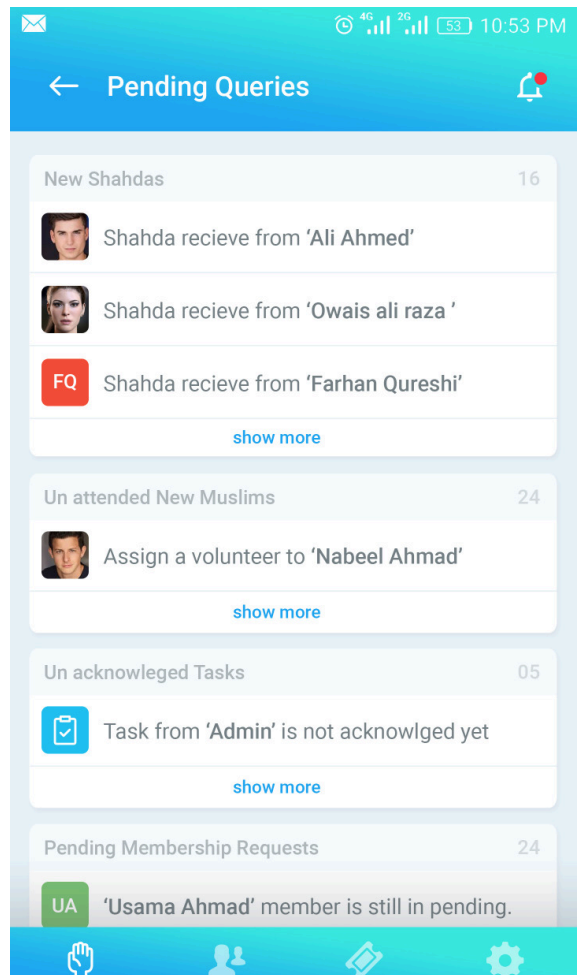 4G 2G 53 10:53 PM
Pending Queries
New Shahdas 16
Shahda recieve from ‘Ali Ahmed’
Shahda recieve from ‘Owais ali raza ’
FQ Shahda recieve from ‘Farhan Qureshi’
show more
Un attended New Muslims 24
Assign a volunteer to ‘Nabeel Ahmad’
show more
Un acknowleged Tasks 05
Task from ‘Admin’ is not acknowlged yet
show more
Pending Membership Requests 24
UA ‘Usama Ahmad’ member is still in pending.